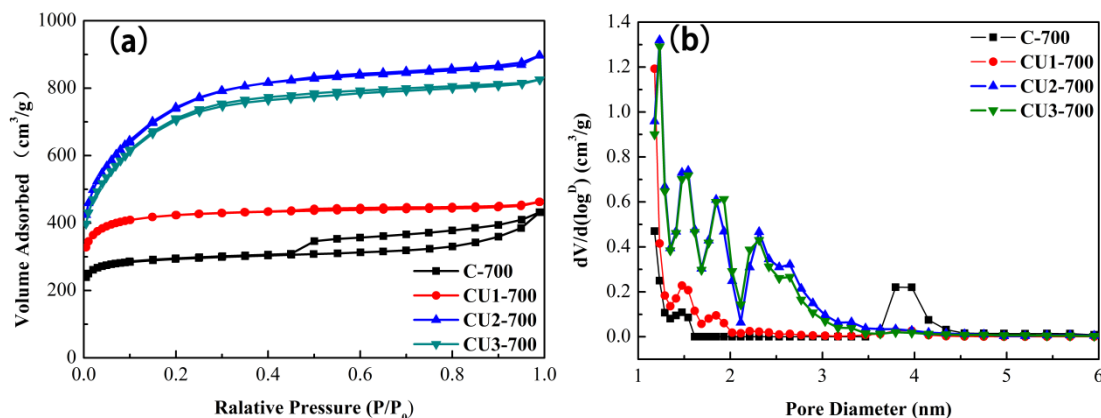 (a)
Volume Adsorbed （cm³/g）
1000
800
600
400
200
0
0.0 0.2 0.4 0.6 0.8 1.0
Ralative Pressure (P/P₀)
C-700
CU1-700
CU2-700
CU3-700
(b)
dV/d(logᴰ) (cm³/g)
1.4
1.2
1.0
0.8
0.6
0.4
0.2
0.0
1 2 3 4 5 6
Pore Diameter (nm)
C-700
CU1-700
CU2-700
CU3-700